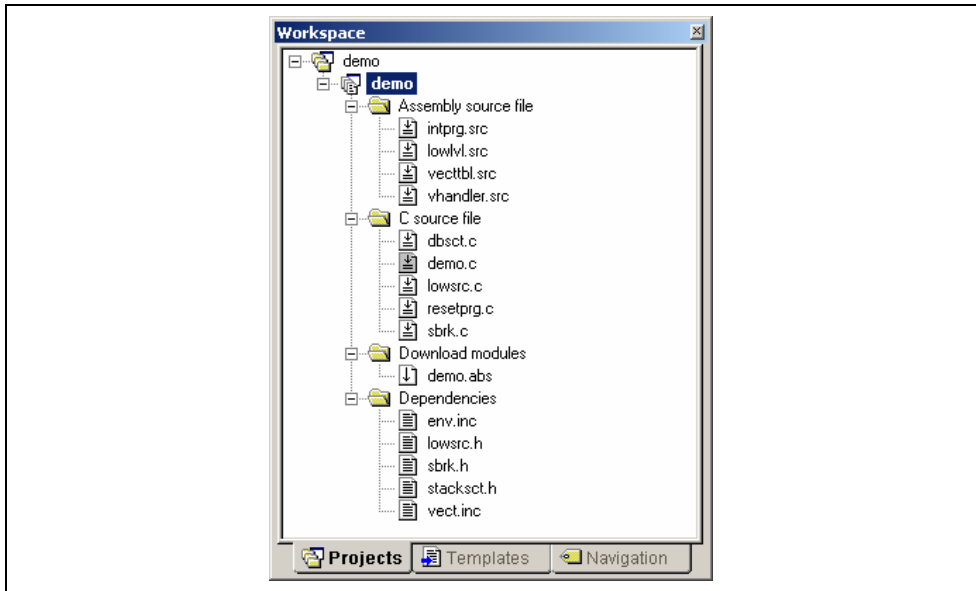 Workspace
demo
demo
Assembly source file
intprg.src
lowlvl.src
vecttbl.src
vhandler.src
C source file
dbsct.c
demo.c
lowsrc.c
resetprg.c
sbrk.c
Download modules
demo.abs
Dependencies
env.inc
lowsrc.h
sbrk.h
stacksct.h
vect.inc
Projects Templates Navigation